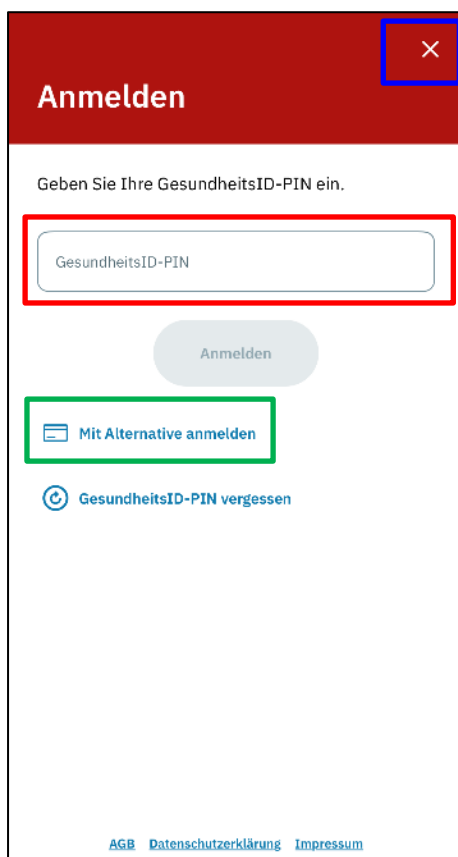 Anmelden
Geben Sie Ihre GesundheitsID-PIN ein.
GesundheitsID-PIN
Anmelden
Mit Alternative anmelden
GesundheitsID-PIN vergessen
AGB Datenschutzerklärung Impressum